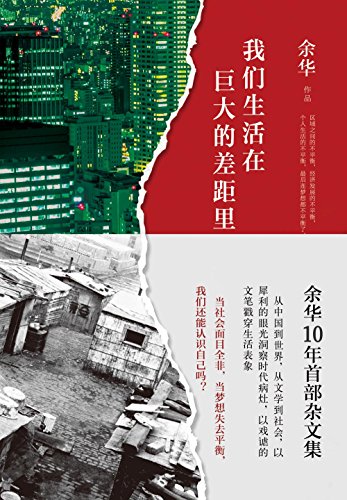 余华
作品
区域之间的不平衡，经济发展的不平衡，
个人生活的不平衡，最后连梦想都不平衡了。
我们生活在
巨大的差距里
余华10年首部杂文集
从中国到世界，从文学到社会，以
犀利的眼光洞察时代病灶，以戏谑的
文笔戳穿生活表象
当社会面目全非，当梦想失去平衡，
我们还能认识自己吗？